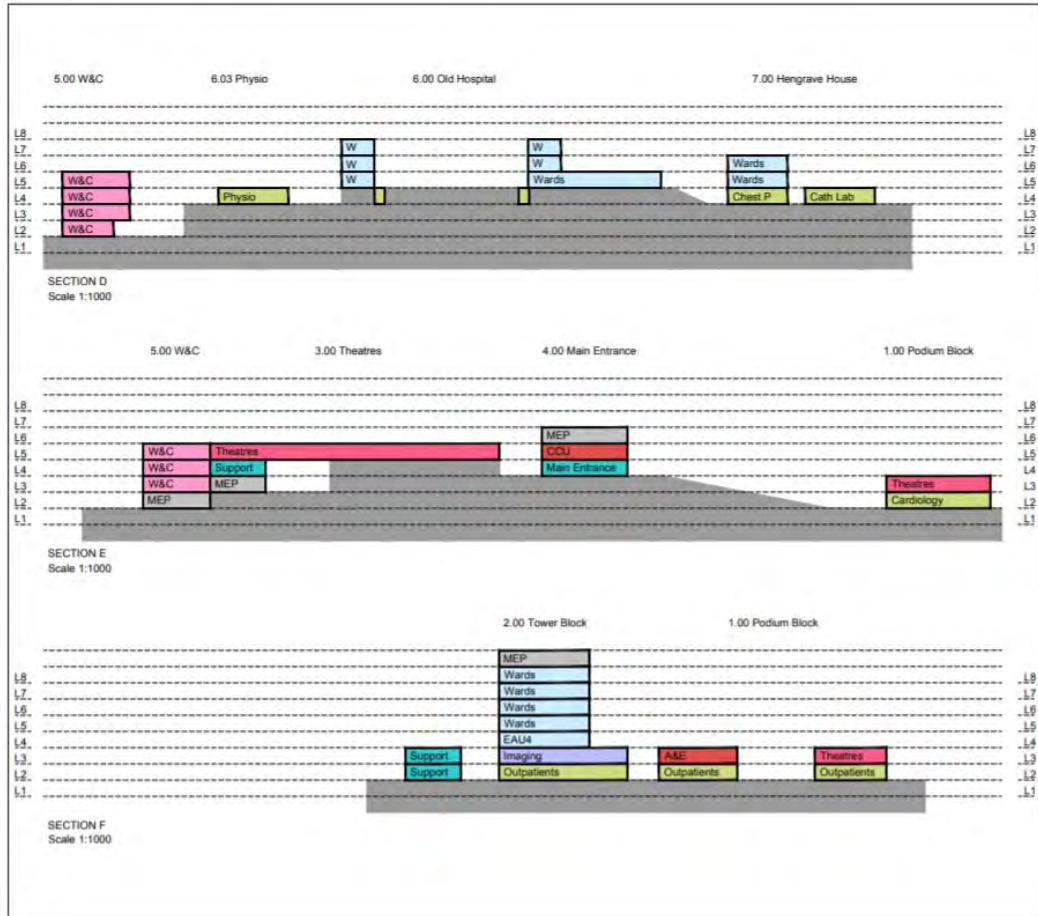 5.00 W&C 6.03 Physio 6.00 Old Hospital 7.00 Hengrave House
L8 L8
L7 W W L7
L6 W W Wards L6
L5 W&C W Wards Wards L5
L4 W&C Physio Chest P Cath Lab L4
L3 W&C L3
L2 W&C L2
L1 L1
SECTION D
Scale 1:1000
5.00 W&C 3.00 Theatres 4.00 Main Entrance 1.00 Podium Block
L8 L8
L7 L7
L6 MEP L6
L5 W&C Theatres CCU L5
L4 W&C Support Main Entrance L4
L3 W&C MEP Theatres L3
L2 MEP Cardiology L2
L1 L1
SECTION E
Scale 1:1000
2.00 Tower Block 1.00 Podium Block
MEP
L8 Wards L8
L7 Wards L7
L6 Wards L6
L5 Wards L5
L4 EAU4 L4
L3 Support Imaging A&E Theatres L3
L2 Support Outpatients Outpatients Outpatients L2
L1 L1
SECTION F
Scale 1:1000